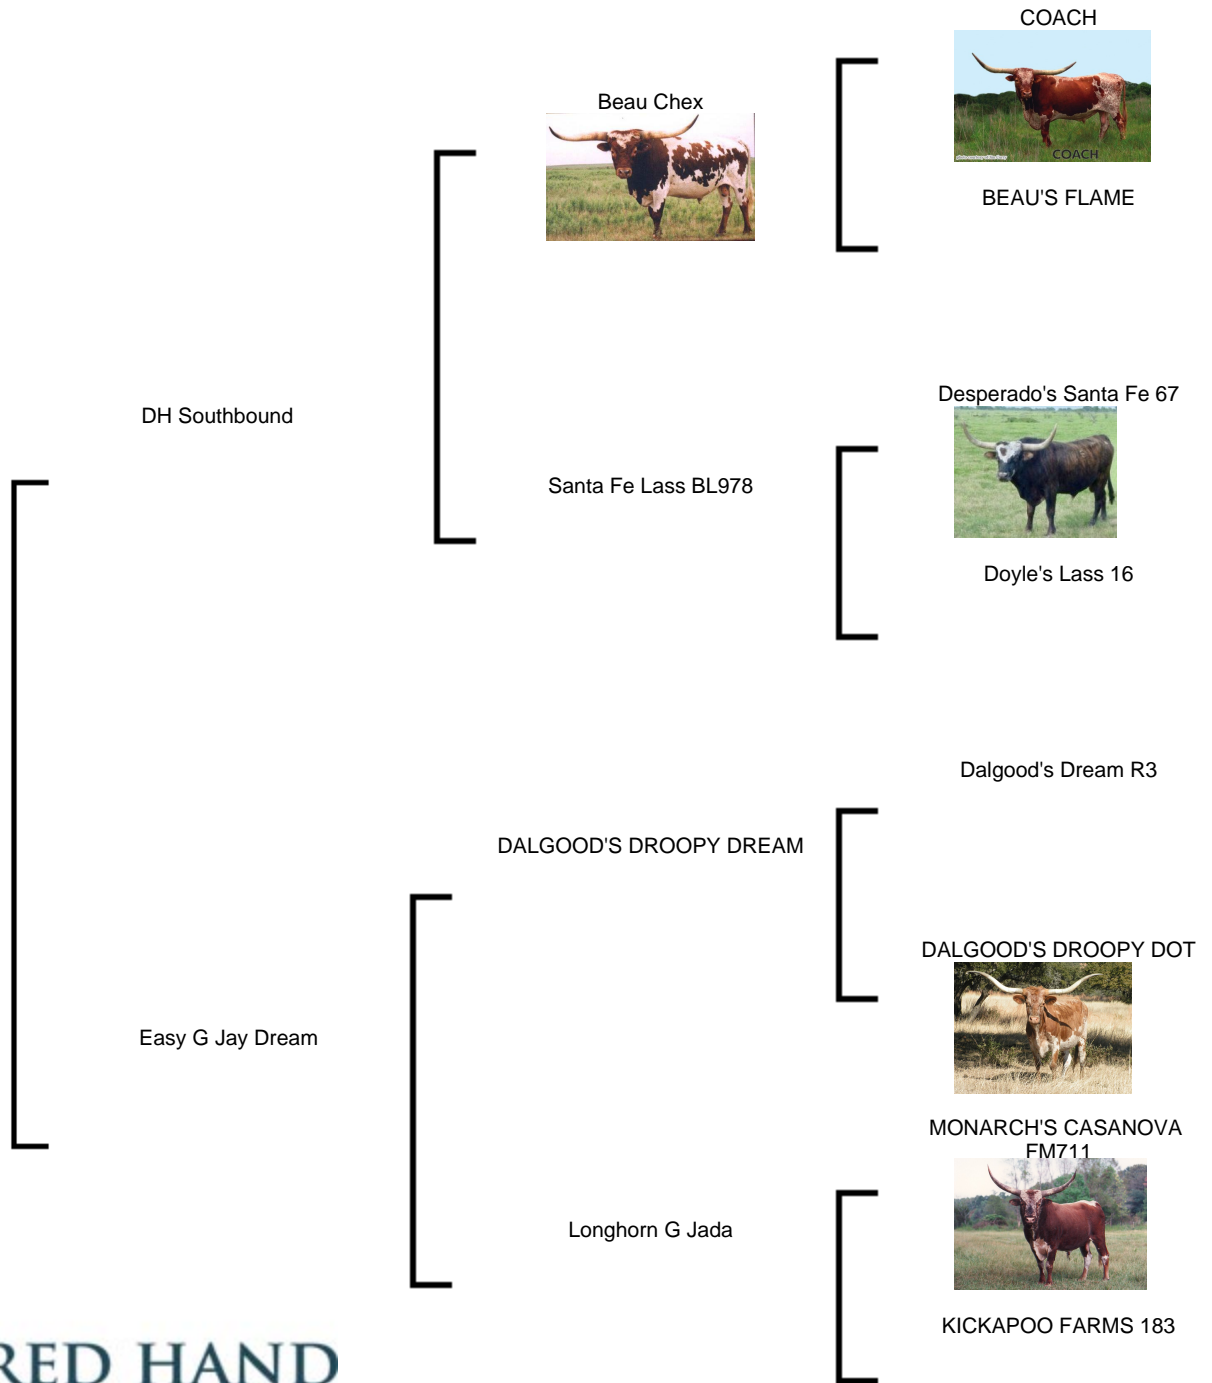 COACH
Beau Chex
COACH
BEAU'S FLAME
Desperado's Santa Fe 67
DH Southbound
Santa Fe Lass BL978
Doyle's Lass 16
Dalgood's Dream R3
DALGOOD'S DROOPY DREAM
DALGOOD'S DROOPY DOT
Easy G Jay Dream
MONARCH'S CASANOVA
FM711
Longhorn G Jada
KICKAPOO FARMS 183
RED HAND